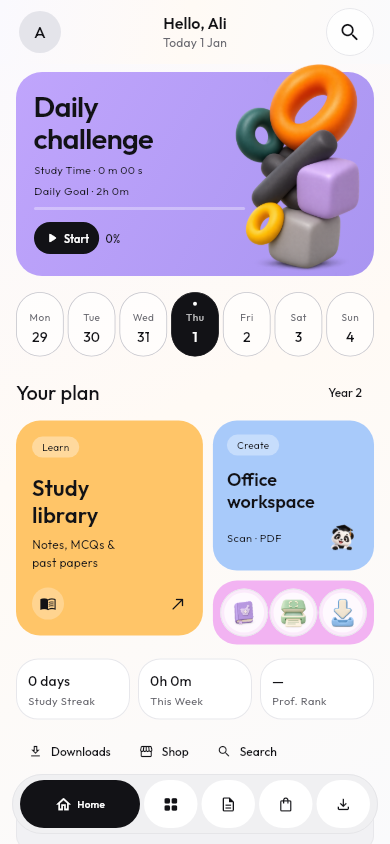 A
Hello, Ali
Today 1 Jan
Daily
challenge
Study Time · 0 m 00 s
Daily Goal · 2h 0m
Start
0%
Mon
29
Tue
30
Wed
31
Thu
1
Fri
2
Sat
3
Sun
4
Your plan
Year 2
Learn
Study
library
Notes, MCQs &
past papers
Create
Office
workspace
Scan · PDF
0 days
Study Streak
0h 0m
This Week
—
Prof. Rank
Downloads
Shop
Search
Home